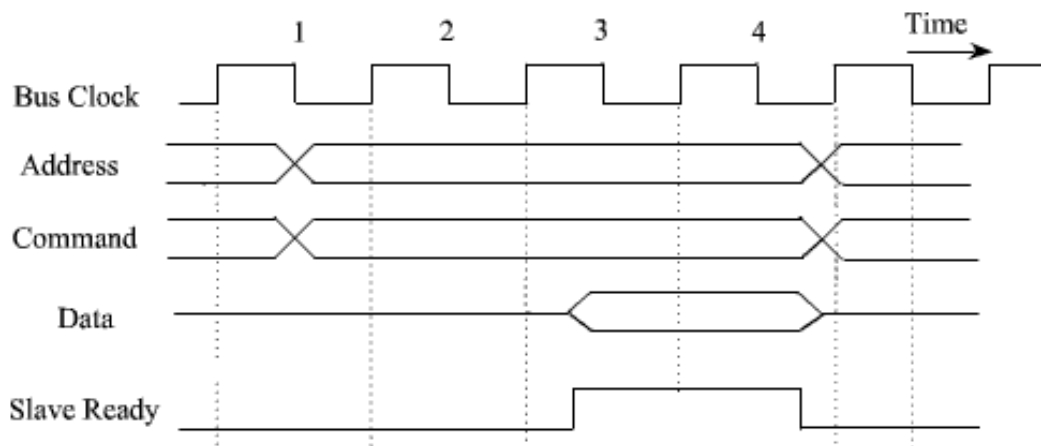 1 2 3 4 Time
Bus Clock
Address
Command
Data
Slave Ready